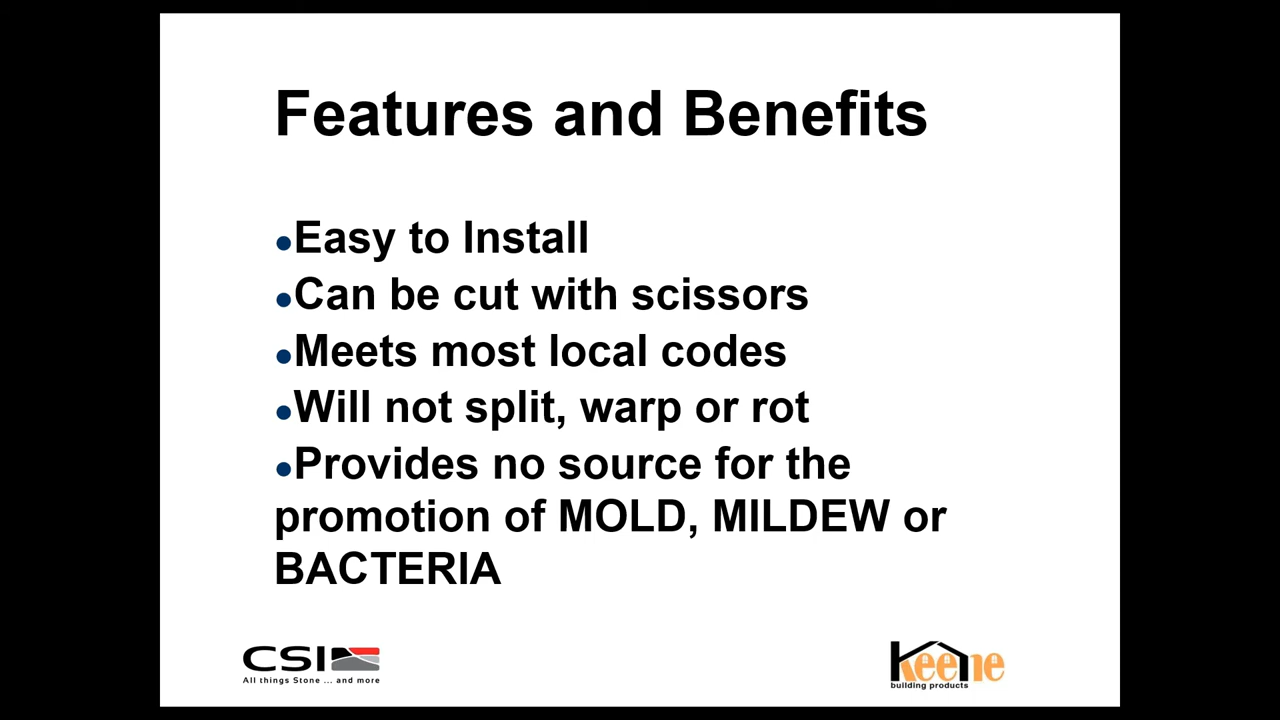 Features and Benefits
●Easy to Install
●Can be cut with scissors
●Meets most local codes
●Will not split, warp or rot
●Provides no source for the
promotion of MOLD, MILDEW or
BACTERIA
CSI
All things Stone ... and more
keene
building products